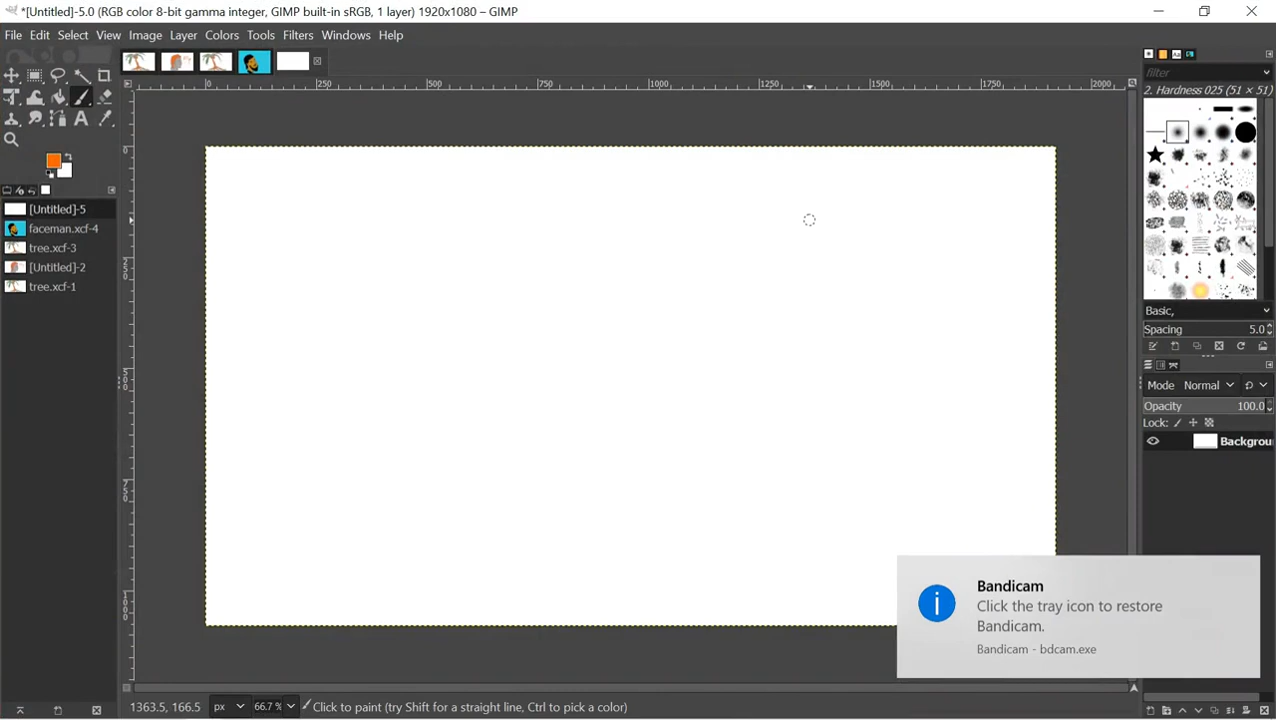 *[Untitled]-5.0 (RGB color 8-bit gamma integer, GIMP built-in sRGB, 1 layer) 1920x1080 – GIMP
File Edit Select View Image Layer Colors Tools Filters Windows Help
filter
0 250 500 750 1000 1250 1500 1750 2000
2. Hardness 025 (51 × 51)
0
250
500
750
1000
[Untitled]-5
faceman.xcf-4
tree.xcf-3
[Untitled]-2
tree.xcf-1
Basic,
Spacing 5.0
Mode Normal
Opacity 100.0
Lock:
Backgrou
Bandicam
Click the tray icon to restore
Bandicam.
Bandicam - bdcam.exe
1363.5, 166.5 px 66.7 % Click to paint (try Shift for a straight line, Ctrl to pick a color)